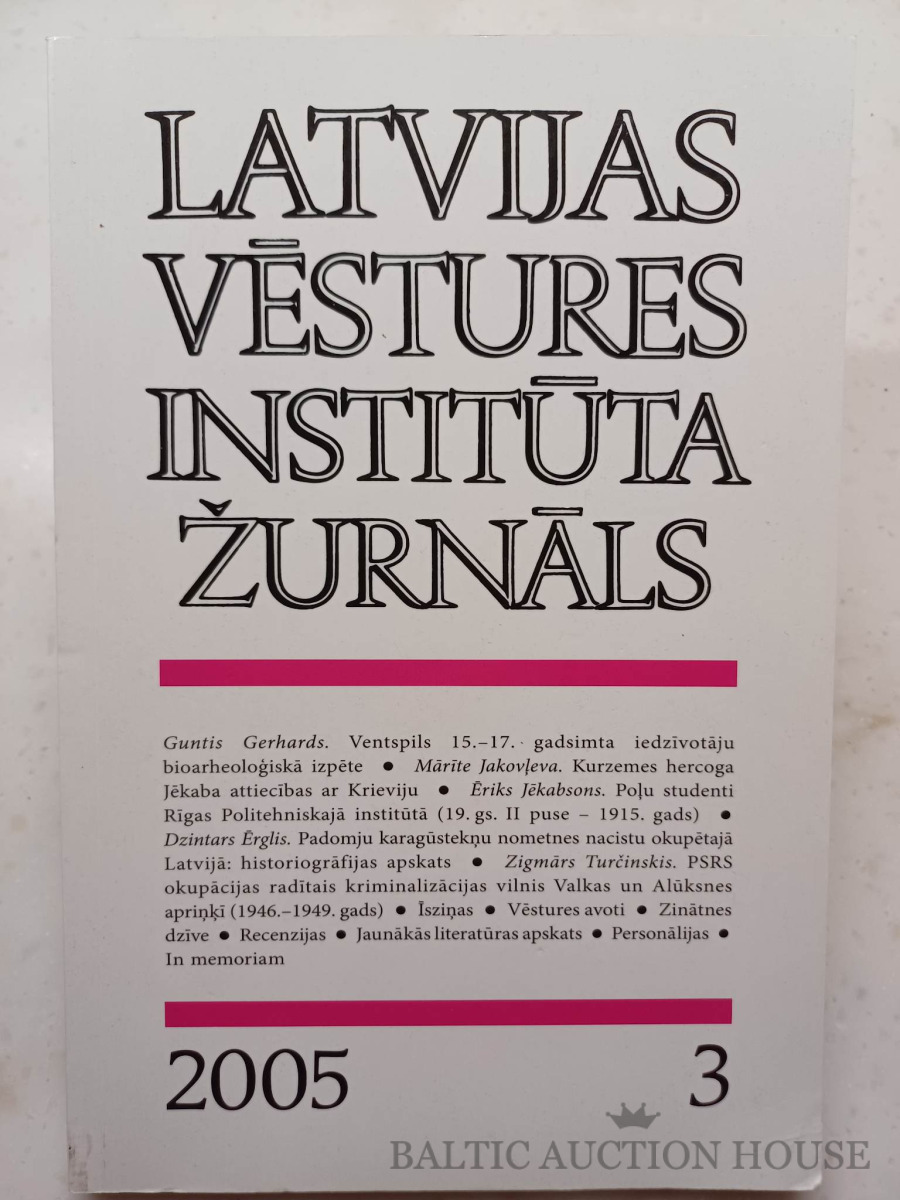 LATVIJAS
VĒSTURES
INSTITŪTA
ŽURNĀLS
Guntis Gerhards. Ventspils 15.–17. gadsimta iedzīvotāju
bioarheoloģiskā izpēte ● Mārīte Jakovļeva. Kurzemes hercoga
Jēkaba attiecības ar Krieviju ● Ēriks Jēkabsons. Poļu studenti
Rīgas Politehniskajā institūtā (19. gs. II puse – 1915. gads) ●
Dzintars Ērglis. Padomju karagūstekņu nometnes nacistu okupētajā
Latvijā: historiogrāfijas apskats ● Zigmārs Turčinskis. PSRS
okupācijas radītais kriminalizācijas vilnis Valkas un Alūksnes
apriņķī (1946.–1949. gads) ● Īsziņas ● Vēstures avoti ● Zinātnes
dzīve ● Recenzijas ● Jaunākās literatūras apskats ● Personālijas ●
In memoriam
2005 3
BALTIC AUCTION HOUSE